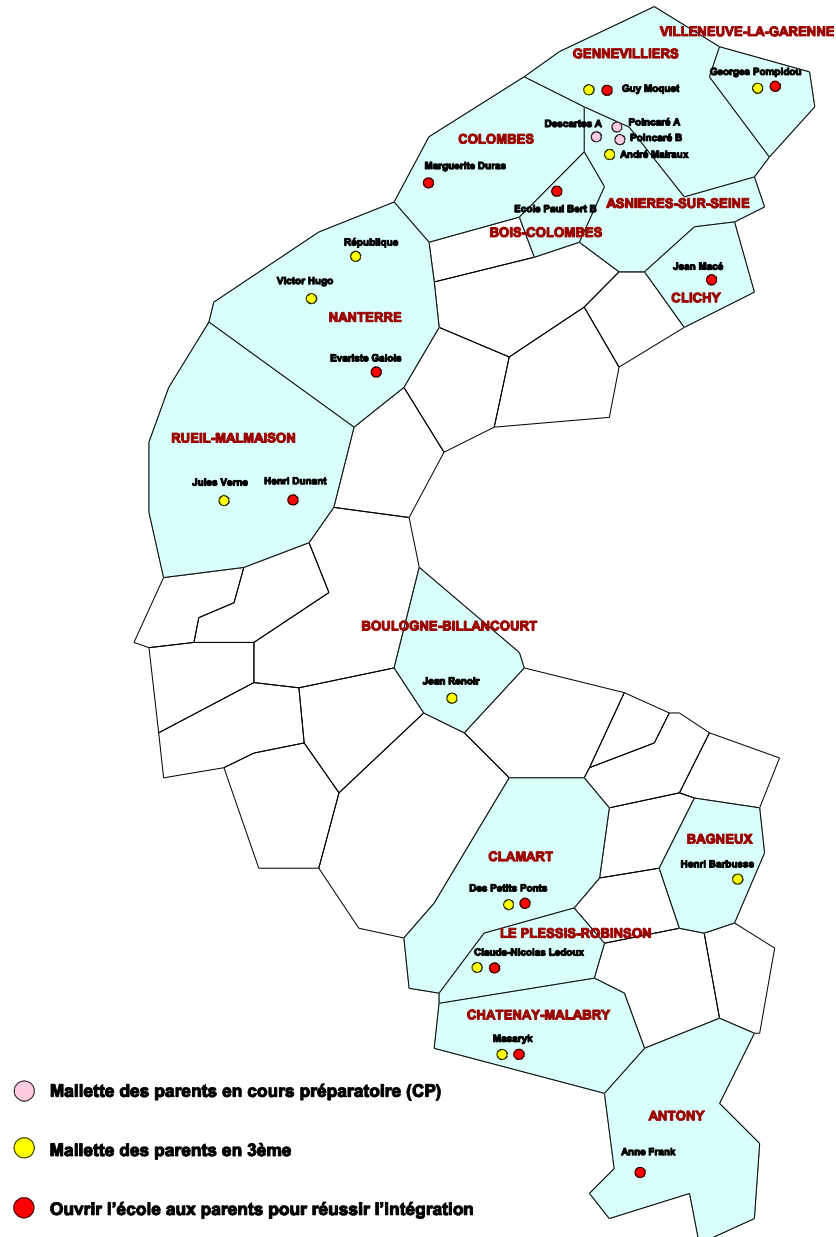 VILLENEUVE-LA-GARENNE
GENNEVILLIERS
Georges Pompidou
Guy Moquet
Descartes A
Poincaré A
Poincaré B
André Malraux
COLOMBES
Marguerite Duras
Ecole Paul Bert B
ASNIERES-SUR-SEINE
BOIS-COLOMBES
République
Jean Macé
Victor Hugo
CLICHY
NANTERRE
Evariste Galois
RUEIL-MALMAISON
Jules Verne
Henri Dunant
BOULOGNE-BILLANCOURT
Jean Renoir
BAGNEUX
CLAMART
Henri Barbusse
Des Petits Ponts
LE PLESSIS-ROBINSON
Claude-Nicolas Ledoux
CHATENAY-MALABRY
Masaryk
Mallette des parents en cours préparatoire (CP)
ANTONY
Mallette des parents en 3ème
Anne Frank
Ouvrir l'école aux parents pour réussir l'intégration